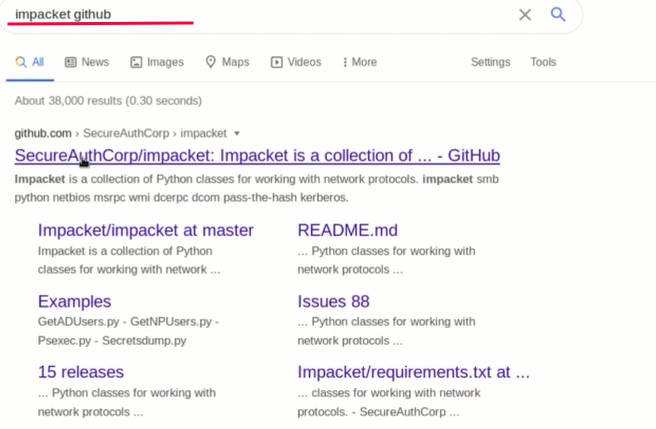 impacket github
All News Images Maps Videos More Settings Tools
About 38,000 results (0.30 seconds)
github.com › SecureAuthCorp › impacket
SecureAuthCorp/impacket: Impacket is a collection of ... - GitHub
Impacket is a collection of Python classes for working with network protocols. impacket smb
python netbios msrpc wmi dcerpc dcom pass-the-hash kerberos.
Impacket/impacket at master
Impacket is a collection of Python
classes for working with network ...
README.md
... Python classes for working with
network protocols ...
Examples
GetADUsers.py - GetNPUsers.py -
Psexec.py - Secretsdump.py
Issues 88
... Python classes for working with
network protocols ...
15 releases
... Python classes for working with
network protocols ...
Impacket/requirements.txt at ...
... classes for working with network
protocols. - SecureAuthCorp ...